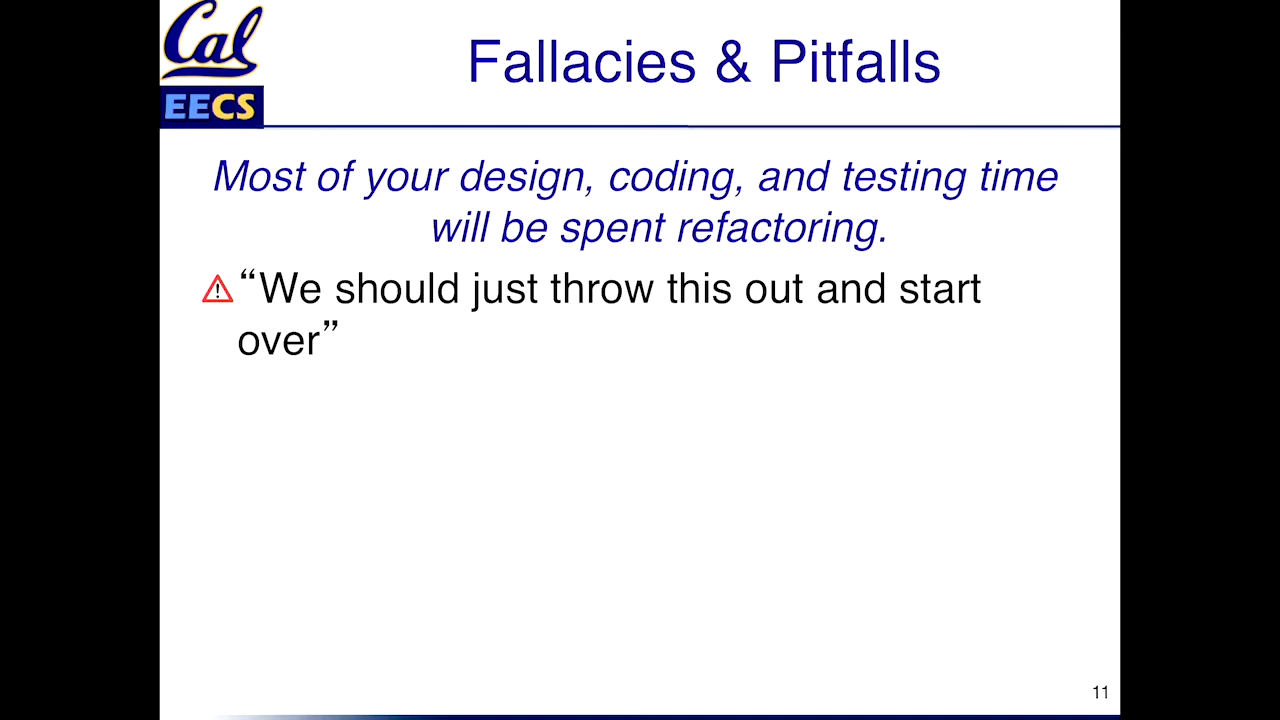 Cal
EECS
Fallacies & Pitfalls
Most of your design, coding, and testing time
will be spent refactoring.
“We should just throw this out and start
over”
11